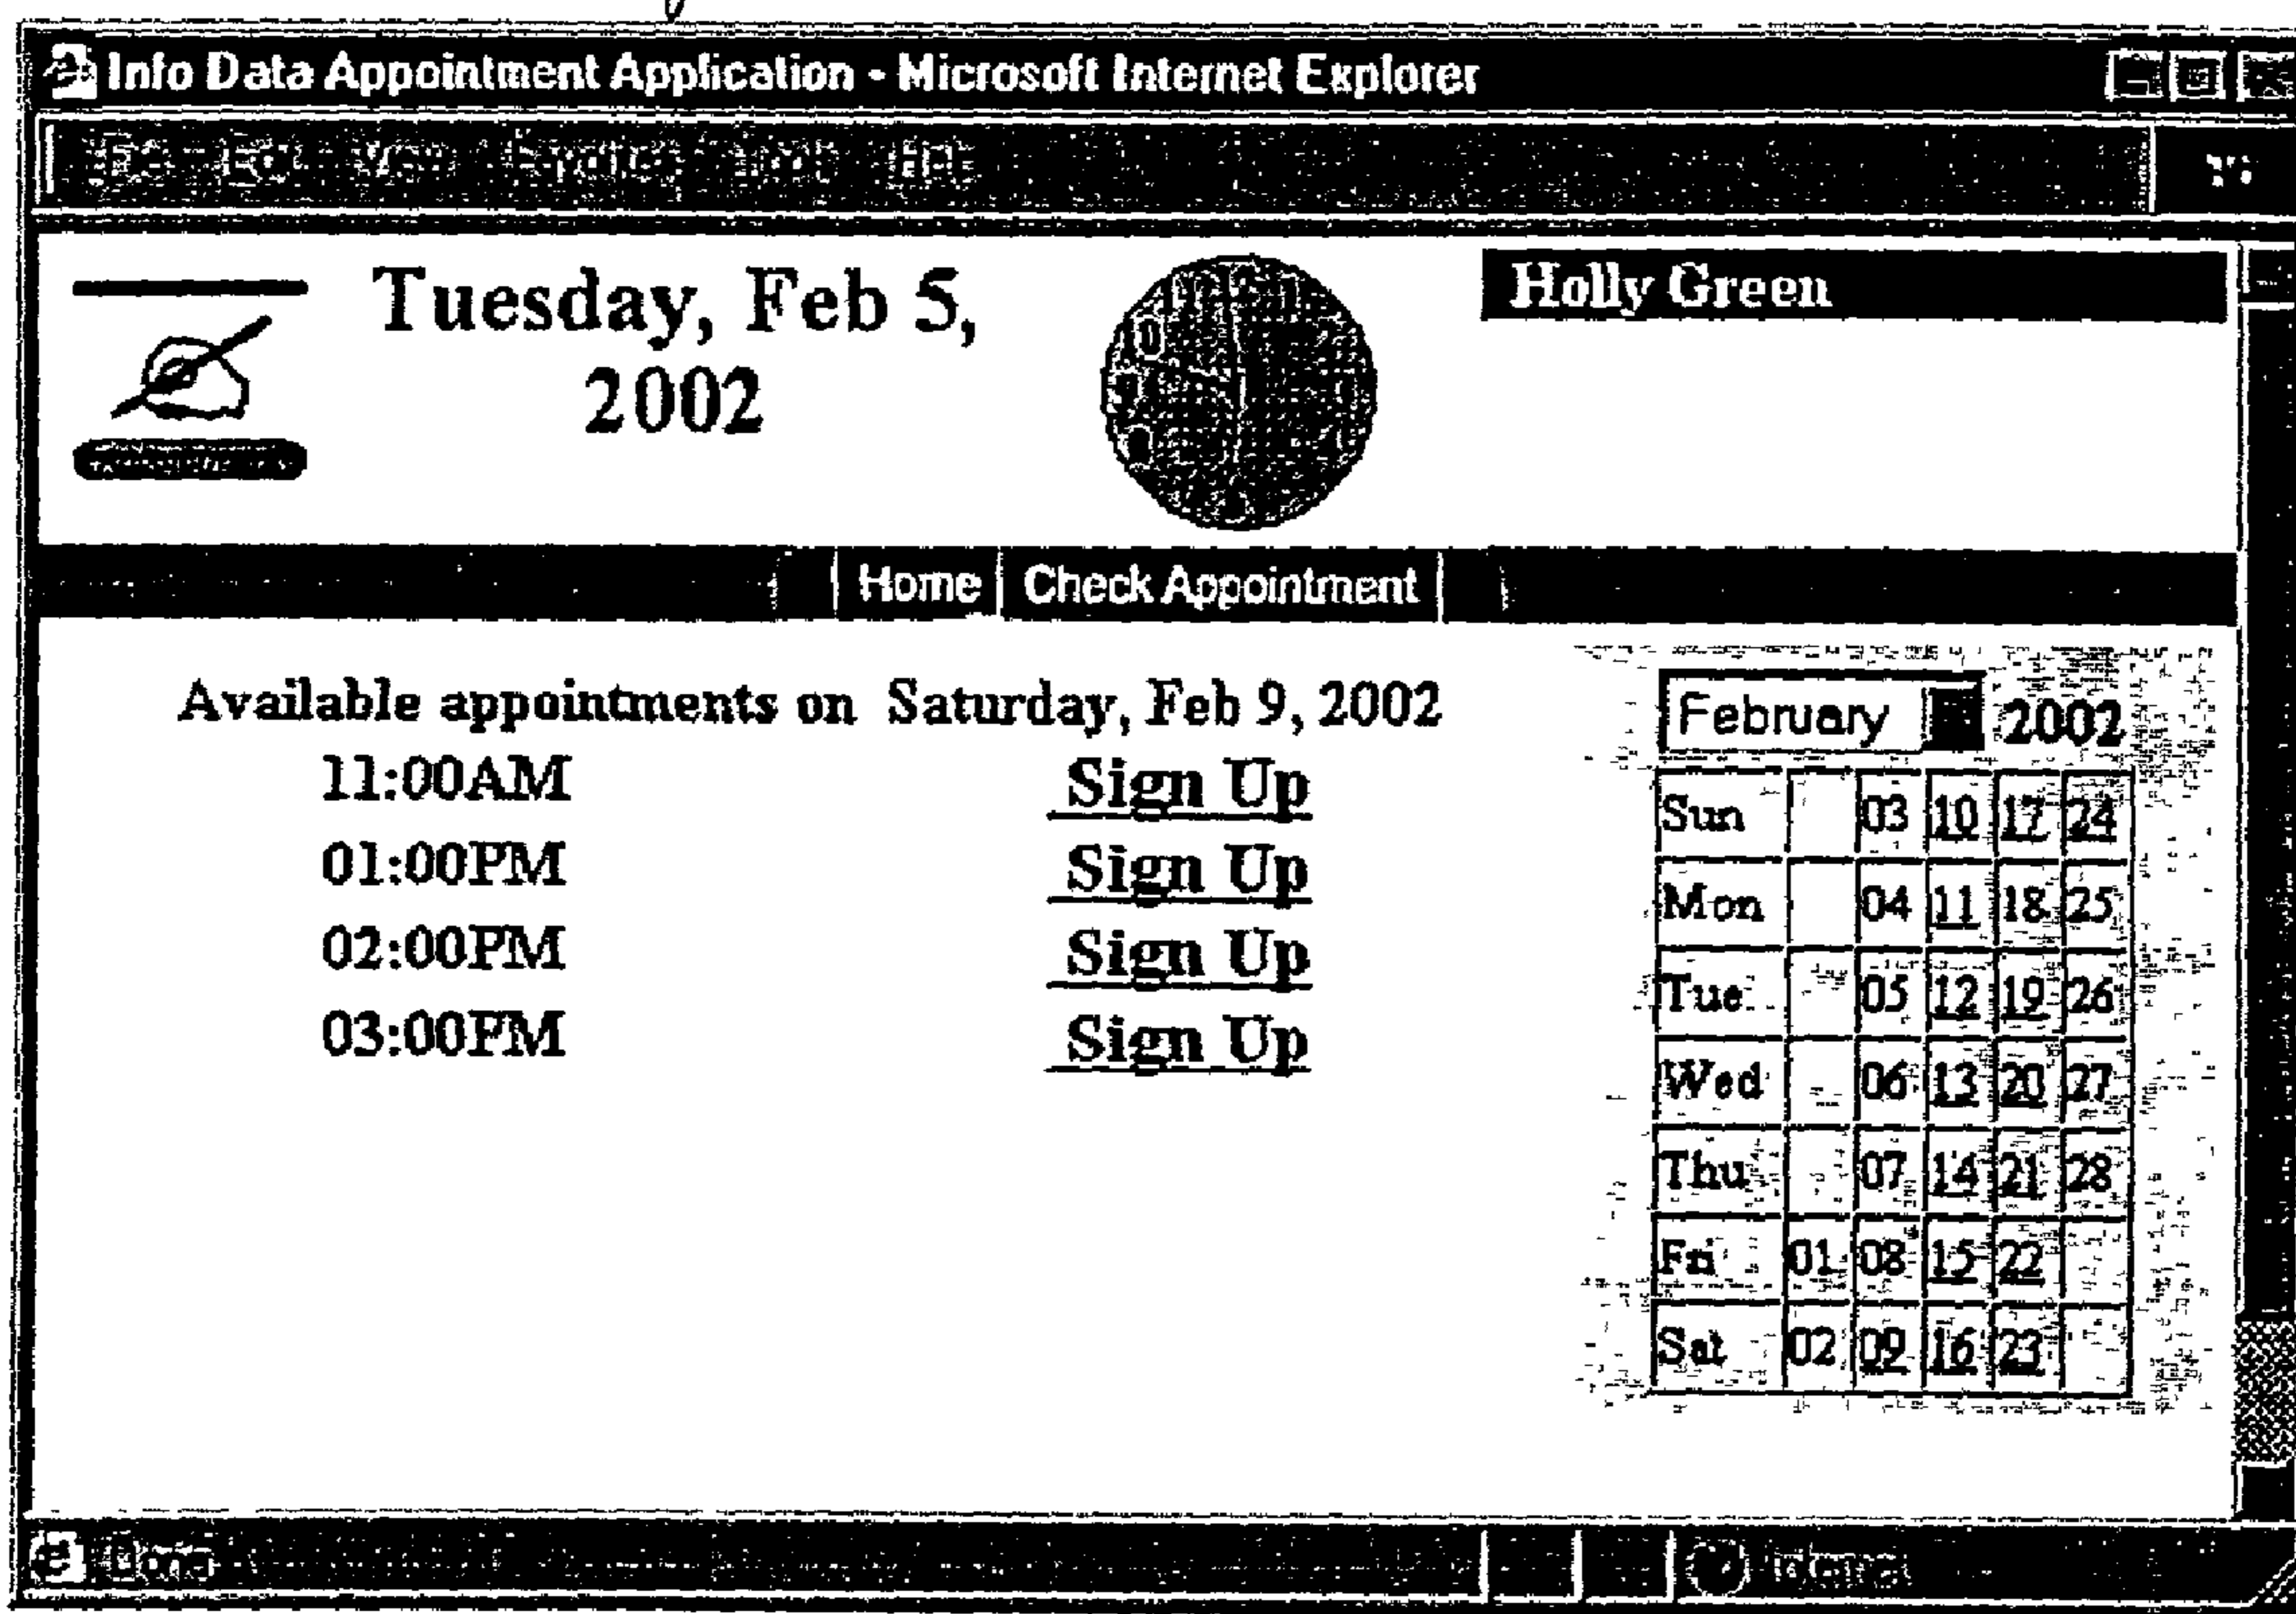 Info Data Appointment Application - Microsoft Internet Explorer
Tuesday, Feb 5,
2002
Holly Green
Home
Check Appointment
Available appointments on Saturday, Feb 9, 2002
11:00AM Sign Up
01:00PM Sign Up
02:00PM Sign Up
03:00PM Sign Up
February 2002
Sun 03 10 17 24
Mon 04 11 18 25
Tue 05 12 19 26
Wed 06 13 20 27
Thu 07 14 21 28
Fri 01 08 15 22
Sat 02 09 16 23
Done